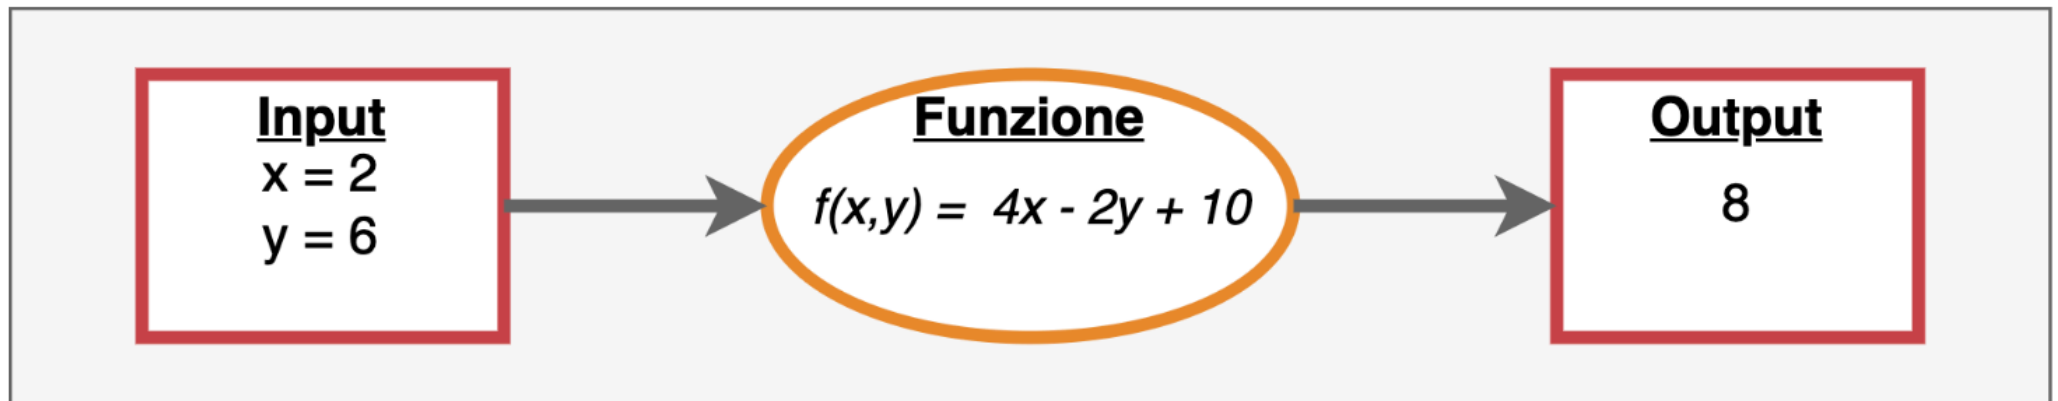 Input
x = 2
y = 6
Funzione
f(x,y) = 4x - 2y + 10
Output
8